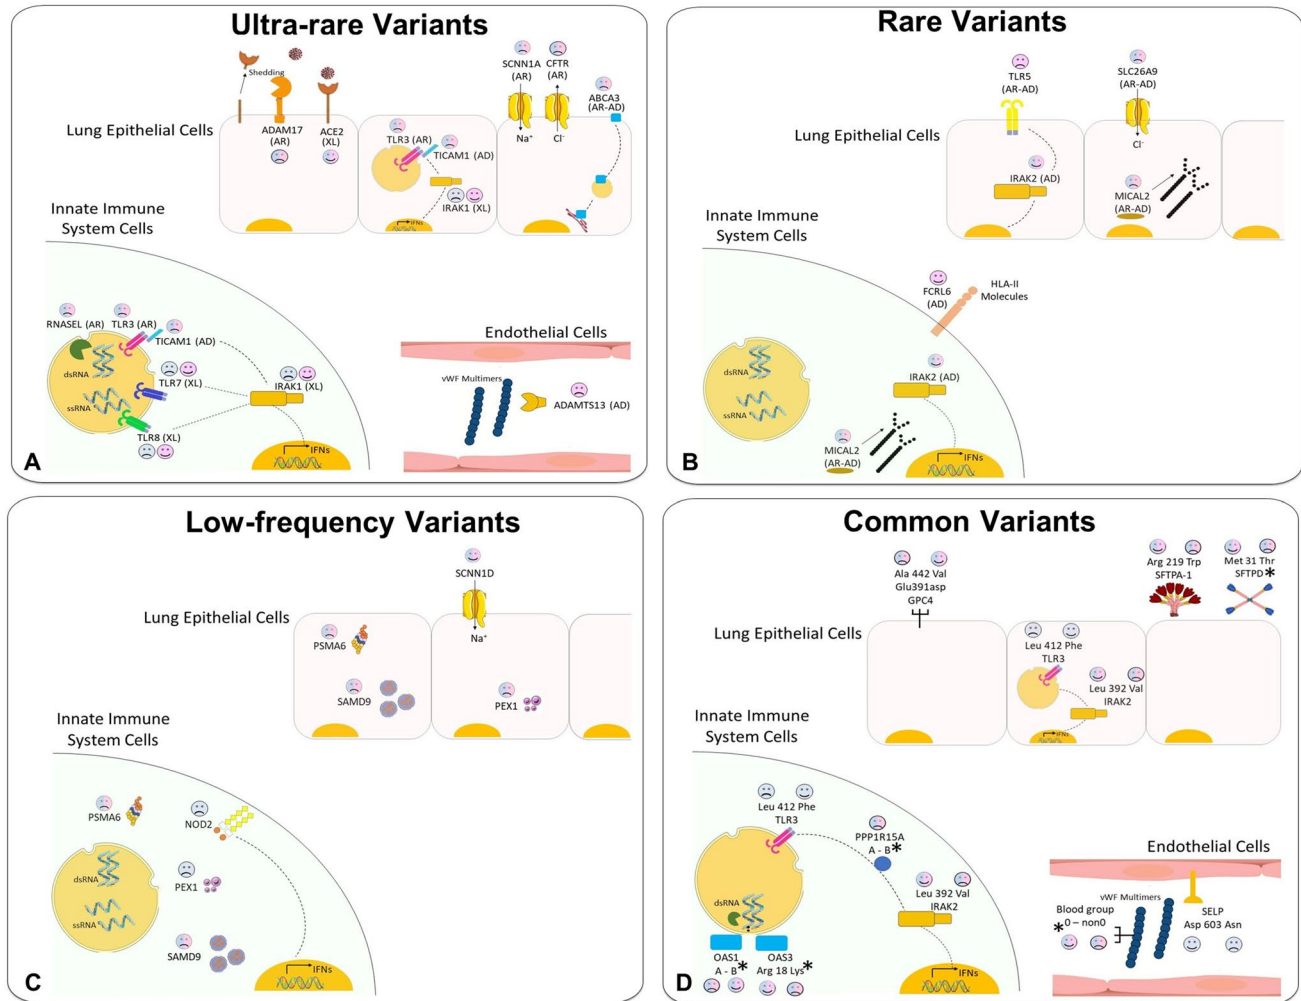 Ultra-rare Variants
Shedding
SCNN1A
(AR)
CFTR
(AR)
ABCA3
(AR-AD)
Lung Epithelial Cells
ADAM17
(AR)
ACE2
(XL)
Na⁺
Cl⁻
TLR3 (AR)
TICAM1 (AD)
IRAK1 (XL)
IFNs
Innate Immune
System Cells
RNASEL (AR)
TLR3 (AR)
TICAM1 (AD)
dsRNA
ssRNA
TLR7 (XL)
TLR8 (XL)
IRAK1 (XL)
IFNs
Endothelial Cells
vWF Multimers
ADAMTS13 (AD)
A
Rare Variants
TLR5
(AR-AD)
SLC26A9
(AR-AD)
Lung Epithelial Cells
Cl⁻
IRAK2 (AD)
MICAL2
(AR-AD)
Innate Immune
System Cells
FCRL6
(AD)
HLA-II
Molecules
dsRNA
ssRNA
IRAK2 (AD)
MICAL2
(AR-AD)
IFNs
B
Low-frequency Variants
SCNN1D
Lung Epithelial Cells
Na⁺
PSMA6
SAMD9
PEX1
Innate Immune
System Cells
PSMA6
NOD2
dsRNA
ssRNA
PEX1
SAMD9
IFNs
C
Common Variants
Ala 442 Val
Glu391asp
GPC4
Arg 219 Trp
SFTPA-1
Met 31 Thr
SFTPD*
Lung Epithelial Cells
Leu 412 Phe
TLR3
Leu 392 Val
IRAK2
IFNs
Innate Immune
System Cells
Leu 412 Phe
TLR3
PPP1R15A
A - B*
Leu 392 Val
IRAK2
dsRNA
OAS1
A - B*
OAS3
Arg 18 Lys*
IFNs
Endothelial Cells
vWF Multimers
Blood group
*0 – non0
SELP
Asp 603 Asn
D